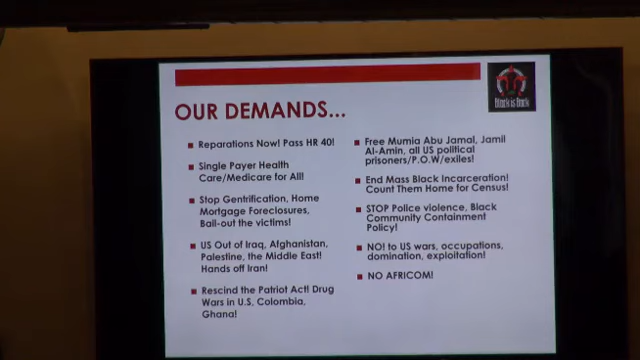 OUR DEMANDS...
Black is Back
Reparations Now! Pass HR 40!
Single Payer Health
Care/Medicare for All!
Stop Gentrification, Home
Mortgage Foreclosures,
Bail-out the victims!
US Out of Iraq, Afghanistan,
Palestine, the Middle East!
Hands off Iran!
Rescind the Patriot Act! Drug
Wars in U.S. Colombia,
Ghana!
Free Mumia Abu Jamal, Jamil
Al-Amin, all US political
prisoners/P.O.W/exiles!
End Mass Black Incarceration!
Count Them Home for Census!
STOP Police violence, Black
Community Containment
Policy!
NO! to US wars, occupations,
domination, exploitation!
NO AFRICOM!